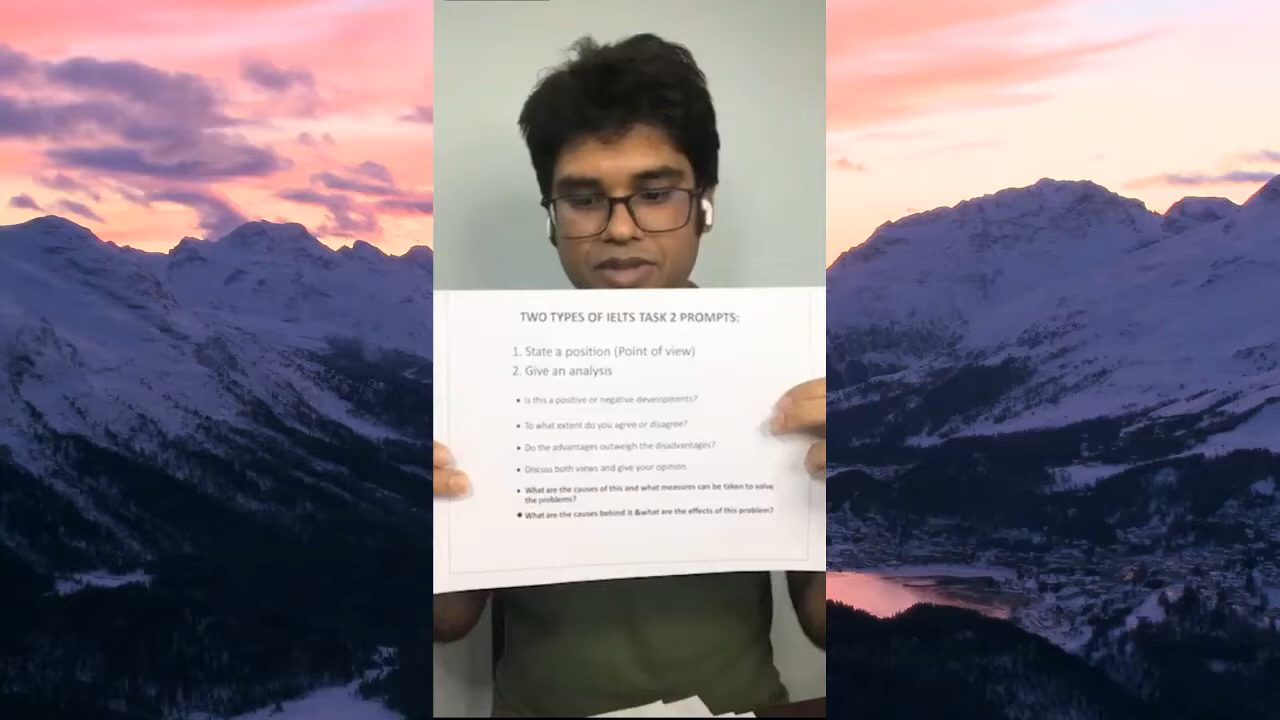 TWO TYPES OF IELTS TASK 2 PROMPTS:
1. State a position (Point of view)
2. Give an analysis
• Is this a positive or negative developments?
• To what extent do you agree or disagree?
• Do the advantages outweigh the disadvantages?
• Discuss both views and give your opinion.
• What are the causes of this and what measures can be taken to solve
the problems?
• What are the causes behind it &what are the effects of this problem?